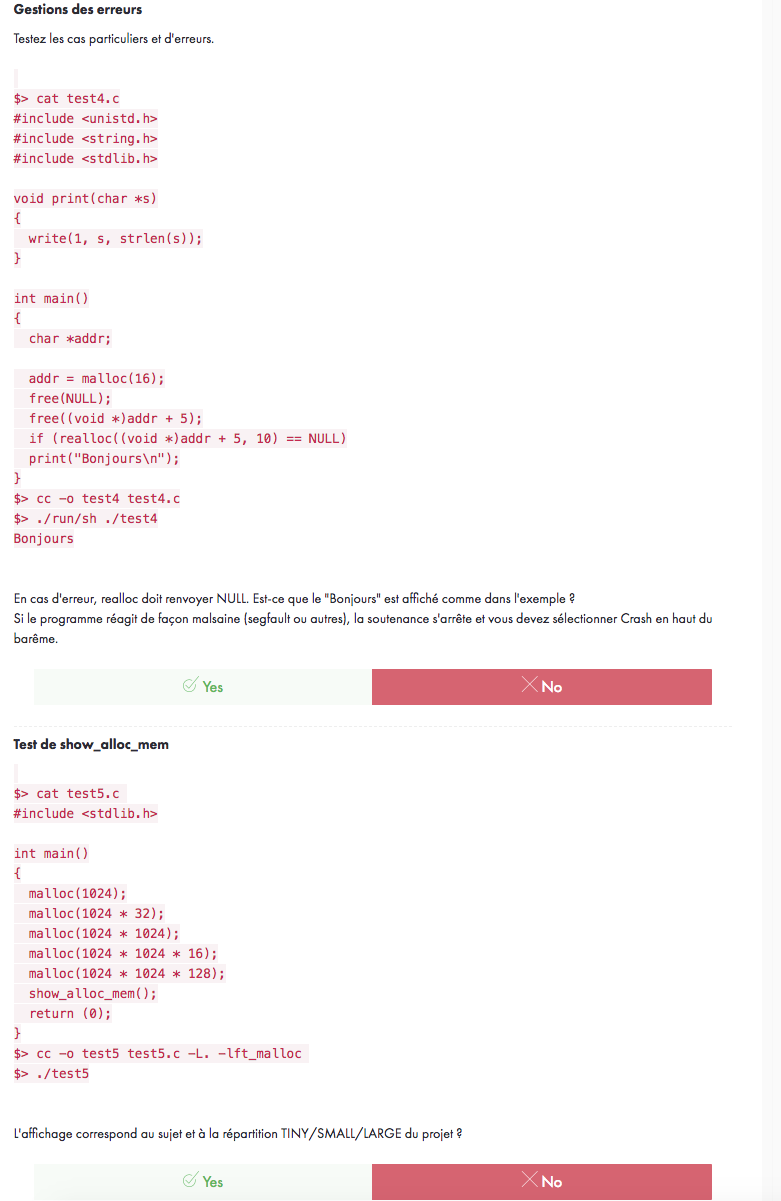 Gestions des erreurs
Testez les cas particuliers et d'erreurs.
$> cat test4.c
#include <unistd.h>
#include <string.h>
#include <stdlib.h>
void print(char *s)
{
  write(1, s, strlen(s));
}
int main()
{
  char *addr;
  addr = malloc(16);
  free(NULL);
  free((void *)addr + 5);
  if (realloc((void *)addr + 5, 10) == NULL)
  print("Bonjours\n");
}
$> cc -o test4 test4.c
$> ./run/sh ./test4
Bonjours
En cas d'erreur, realloc doit renvoyer NULL. Est-ce que le "Bonjours" est affiché comme dans l'exemple ?
Si le programme réagit de façon malsaine (segfault ou autres), la soutenance s'arrête et vous devez sélectionner Crash en haut du
barême.
Yes
No
Test de show_alloc_mem
$> cat test5.c
#include <stdlib.h>
int main()
{
  malloc(1024);
  malloc(1024 * 32);
  malloc(1024 * 1024);
  malloc(1024 * 1024 * 16);
  malloc(1024 * 1024 * 128);
  show_alloc_mem();
  return (0);
}
$> cc -o test5 test5.c -L. -lft_malloc
$> ./test5
L'affichage correspond au sujet et à la répartition TINY/SMALL/LARGE du projet ?
Yes
No